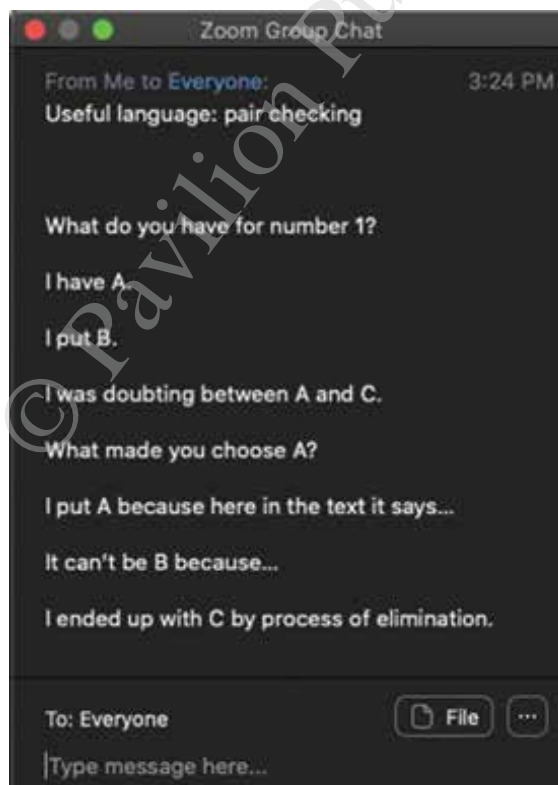 Zoom Group Chat
From Me to Everyone: 3:24 PM
Useful language: pair checking
What do you have for number 1?
I have A.
I put B.
I was doubting between A and C.
What made you choose A?
I put A because here in the text it says...
It can't be B because...
I ended up with C by process of elimination.
To: Everyone
File
...
Type message here...
© Pavilion